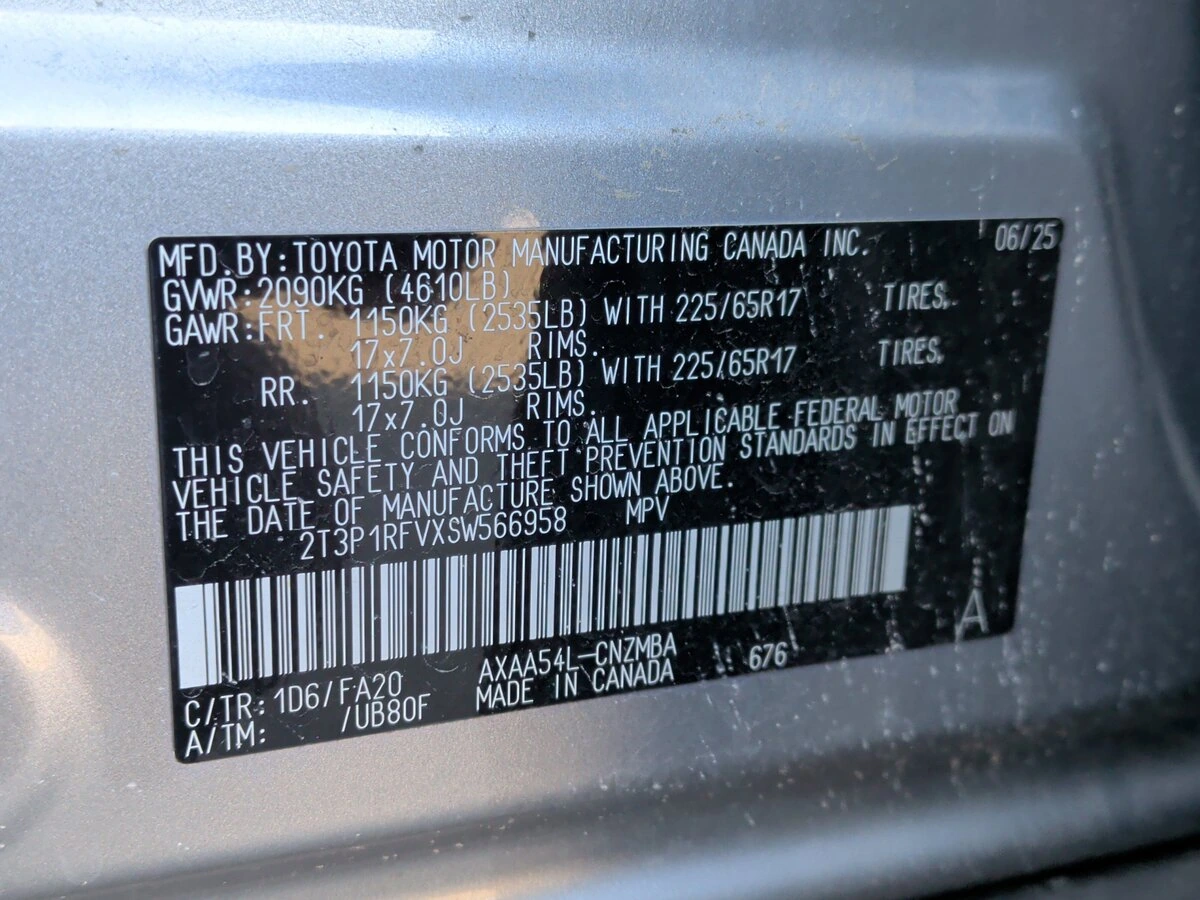 MFD.BY:TOYOTA MOTOR MANUFACTURING CANADA INC. 06/25
GVWR:2090KG (4610LB)
GAWR:FRT. 1150KG (2535LB) WITH 225/65R17 TIRES,
17x7.0J RIMS.
RR. 1150KG (2535LB) WITH 225/65R17 TIRES,
17x7.0J RIMS.
THIS VEHICLE CONFORMS TO ALL APPLICABLE FEDERAL MOTOR
VEHICLE SAFETY AND THEFT PREVENTION STANDARDS IN EFFECT ON
THE DATE OF MANUFACTURE SHOWN ABOVE.
2T3P1RFVXSW566958 MPV
C/TR: 1D6/FA20 AXAA54L-CNZMBA 676 A
A/TM: /UB80F MADE IN CANADA